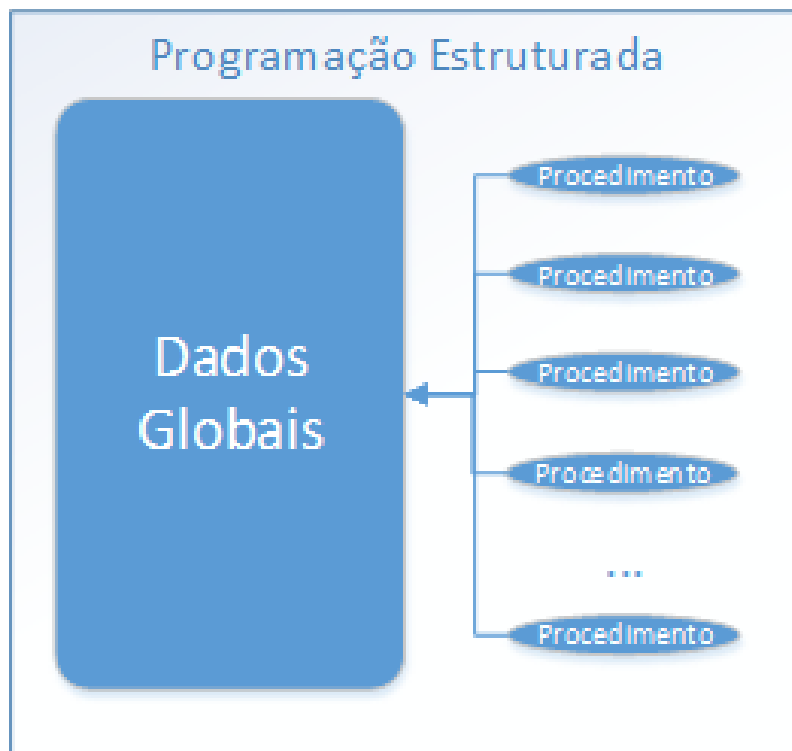 Programação Estruturada
Dados
Globais
Procedimento
Procedimento
Procedimento
Procedimento
...
Procedimento